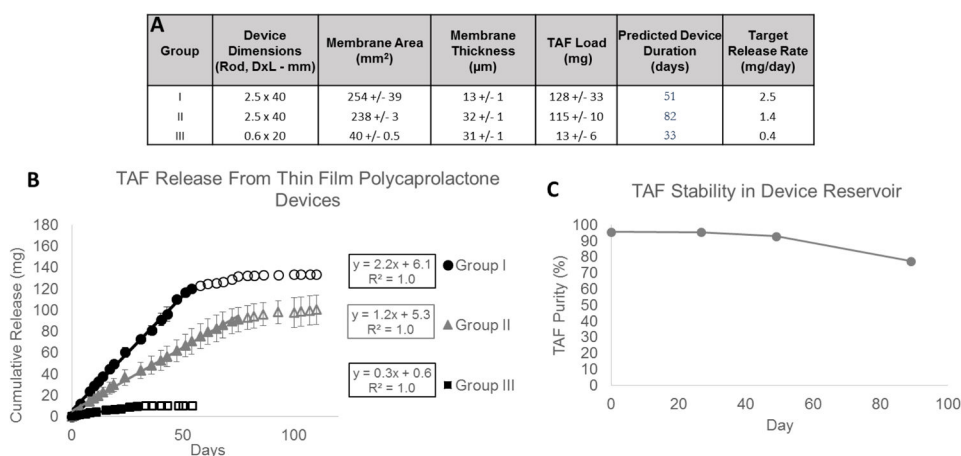 A
Group
Device Dimensions (Rod, DxL - mm)
Membrane Area (mm²)
Membrane Thickness (µm)
TAF Load (mg)
Predicted Device Duration (days)
Target Release Rate (mg/day)
I 2.5 x 40 254 +/- 39 13 +/- 1 128 +/- 33 51 2.5
II 2.5 x 40 238 +/- 3 32 +/- 1 115 +/- 10 82 1.4
III 0.6 x 20 40 +/- 0.5 31 +/- 1 13 +/- 6 33 0.4
B
TAF Release From Thin Film Polycaprolactone
Devices
Cumulative Release (mg)
180
160
140
120
100
80
60
40
20
0
0 50 100
Days
y = 2.2x + 6.1
R² = 1.0
Group I
y = 1.2x + 5.3
R² = 1.0
Group II
y = 0.3x + 0.6
R² = 1.0
Group III
C
TAF Stability in Device Reservoir
TAF Purity (%)
100
90
80
70
60
50
40
30
20
10
0
0 20 40 60 80 100
Day